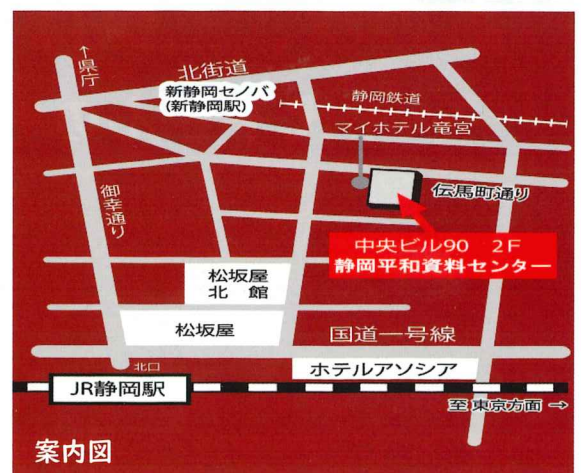 ↑県庁
北街道
新静岡セノバ
(新静岡駅)
静岡鉄道
マイホテル竜宮
御幸通り
伝馬町通り
中央ビル90 2F
静岡平和資料センター
松坂屋
北館
松坂屋
国道一号線
北口
ホテルアソシア
JR静岡駅
至東京方面→
案内図